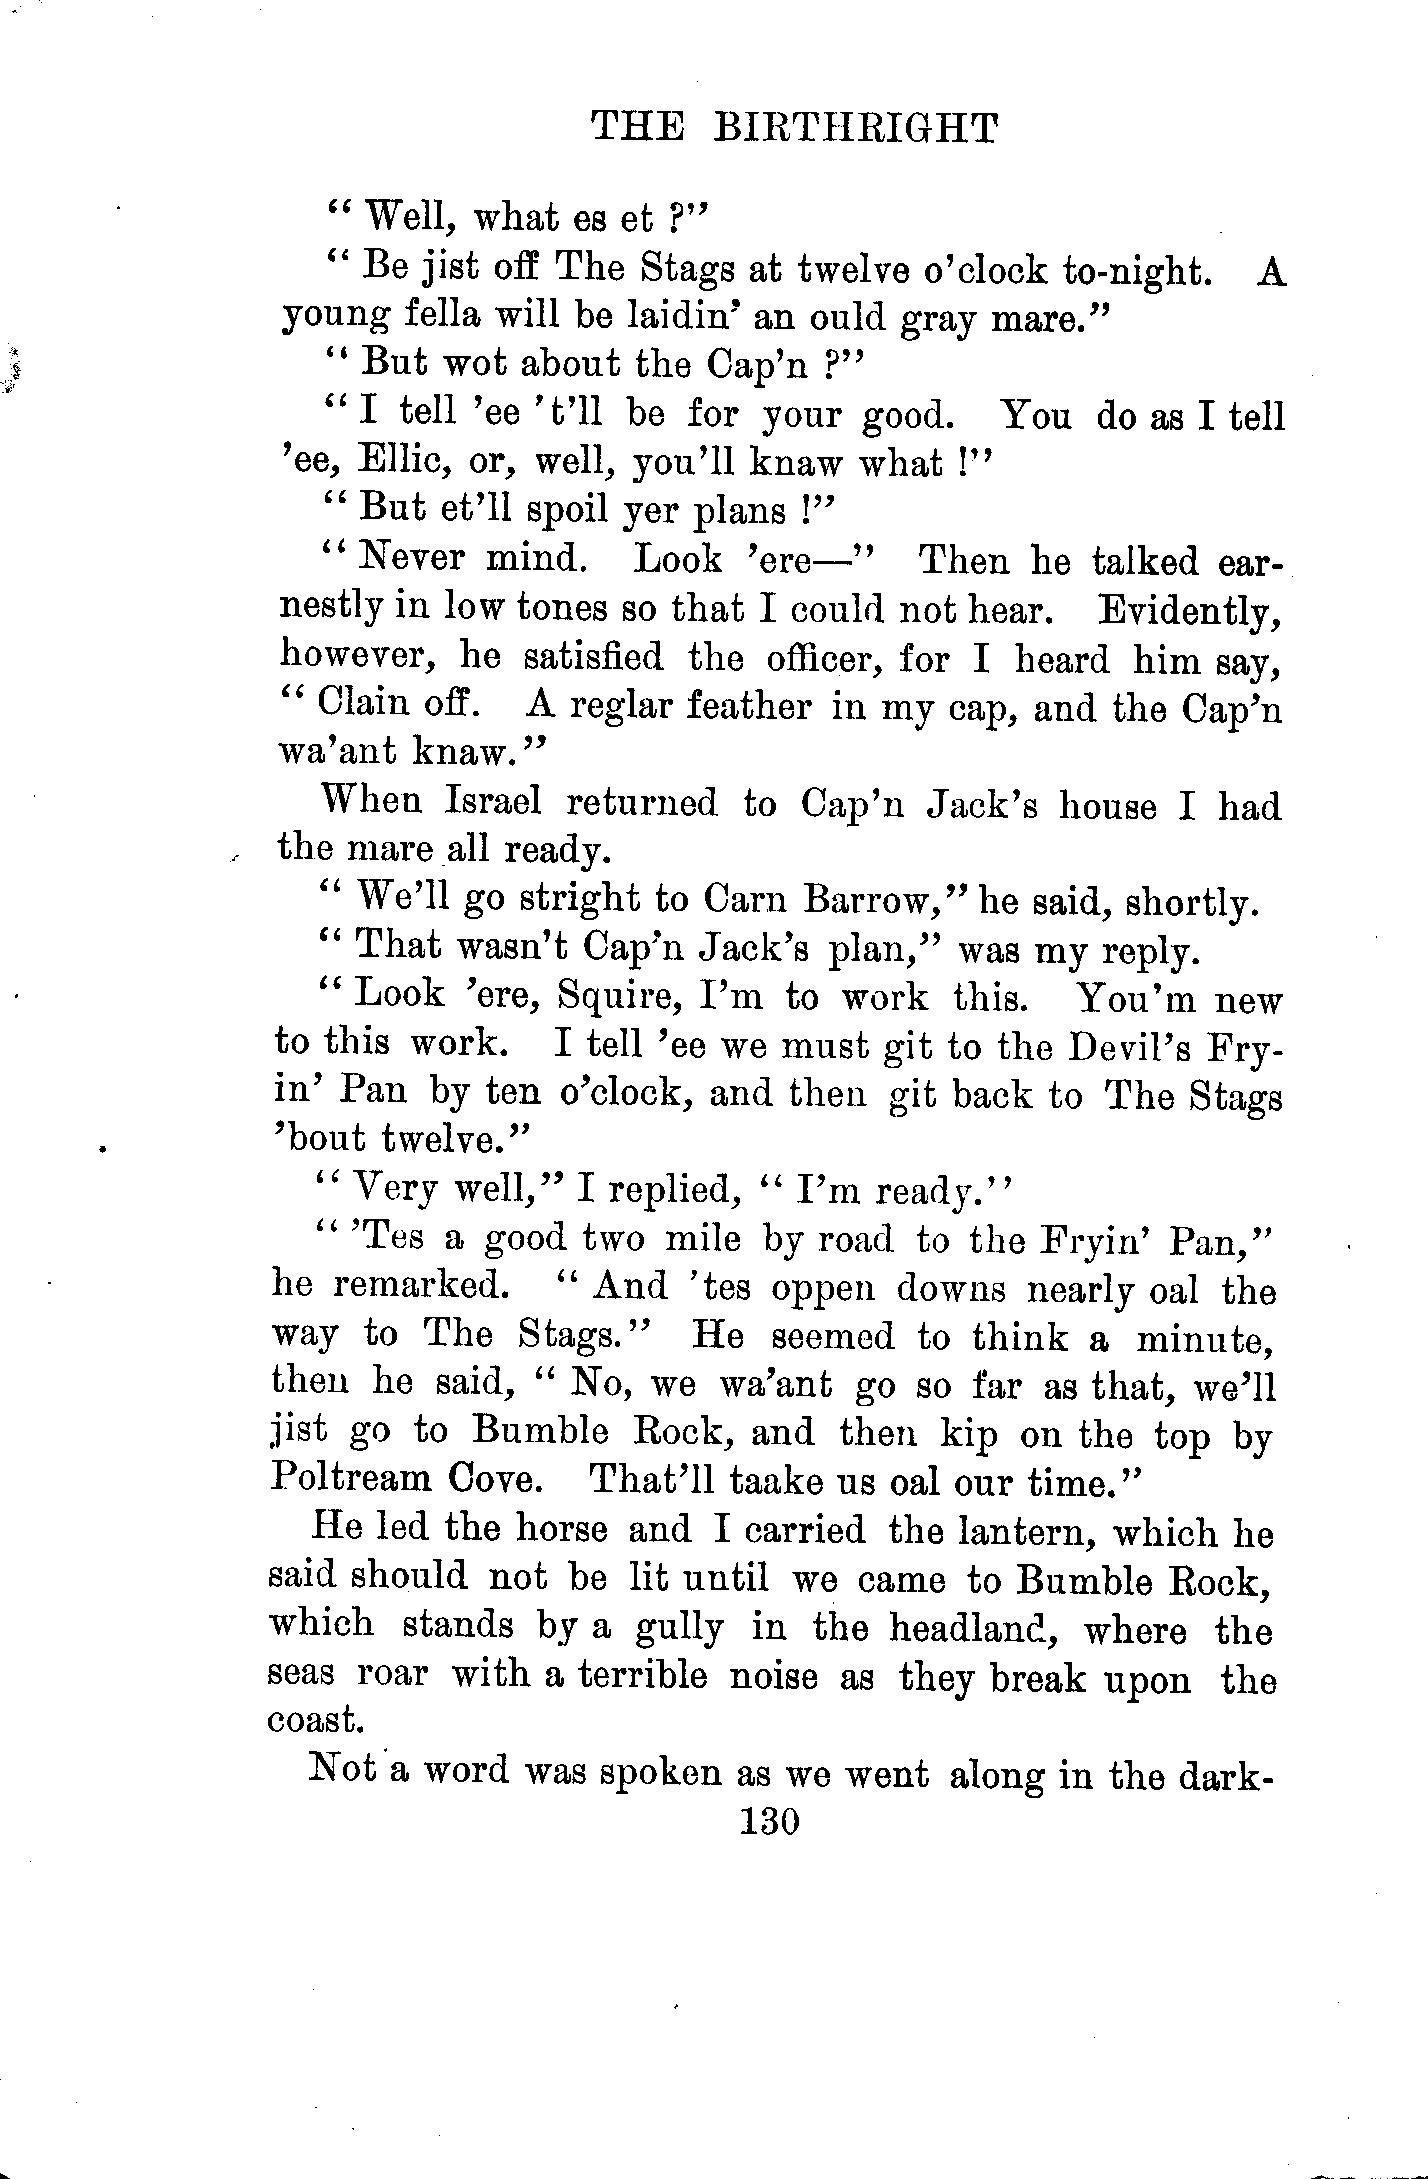 THE BIRTHRIGHT
“ Well, what es et ?”
“ Be jist off The Stags at twelve o’clock to-night. A
young fella will be laidin’ an ould gray mare.”
“ But wot about the Cap’n ?”
“ I tell ’ee ’t’ll be for your good. You do as I tell
’ee, Ellic, or, well, you’ll knaw what !”
“ But et’ll spoil yer plans !”
“ Never mind. Look ’ere—” Then he talked ear-
nestly in low tones so that I could not hear. Evidently,
however, he satisfied the officer, for I heard him say,
“ Clain off. A reglar feather in my cap, and the Cap’n
wa’ant knaw.”
When Israel returned to Cap’n Jack’s house I had
the mare all ready.
“ We’ll go stright to Carn Barrow,” he said, shortly.
“ That wasn’t Cap’n Jack’s plan,” was my reply.
“ Look ’ere, Squire, I’m to work this. You’m new
to this work. I tell ’ee we must git to the Devil’s Fry-
in’ Pan by ten o’clock, and then git back to The Stags
’bout twelve.”
“ Very well,” I replied, “ I’m ready.”
“ ’Tes a good two mile by road to the Fryin’ Pan,”
he remarked. “ And ’tes oppen downs nearly oal the
way to The Stags.” He seemed to think a minute,
then he said, “ No, we wa’ant go so far as that, we’ll
jist go to Bumble Rock, and then kip on the top by
Poltream Cove. That’ll taake us oal our time.”
He led the horse and I carried the lantern, which he
said should not be lit until we came to Bumble Rock,
which stands by a gully in the headland, where the
seas roar with a terrible noise as they break upon the
coast.
Not a word was spoken as we went along in the dark-
130